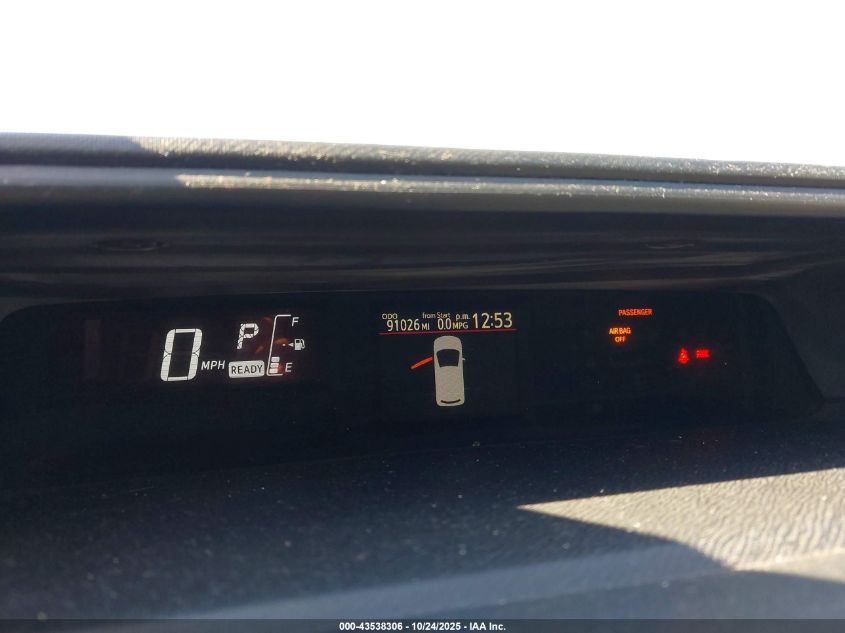 0 MPH
P
READY
F
E
ODO from Start p.m. 12:53
91026 MI 0.0 MPG
PASSENGER
AIR BAG
OFF
000-43538306 - 10/24/2025 - IAA Inc.